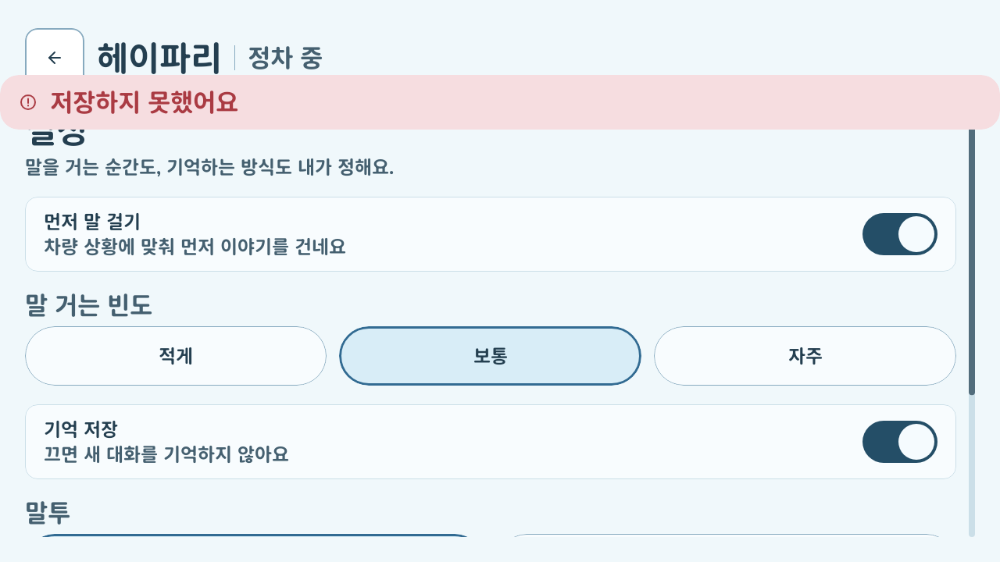 헤이파리
정차 중
저장하지 못했어요
말을 거는 순간도, 기억하는 방식도 내가 정해요.
먼저 말 걸기
차량 상황에 맞춰 먼저 이야기를 건네요
말 거는 빈도
적게
보통
자주
기억 저장
끄면 새 대화를 기억하지 않아요
말투